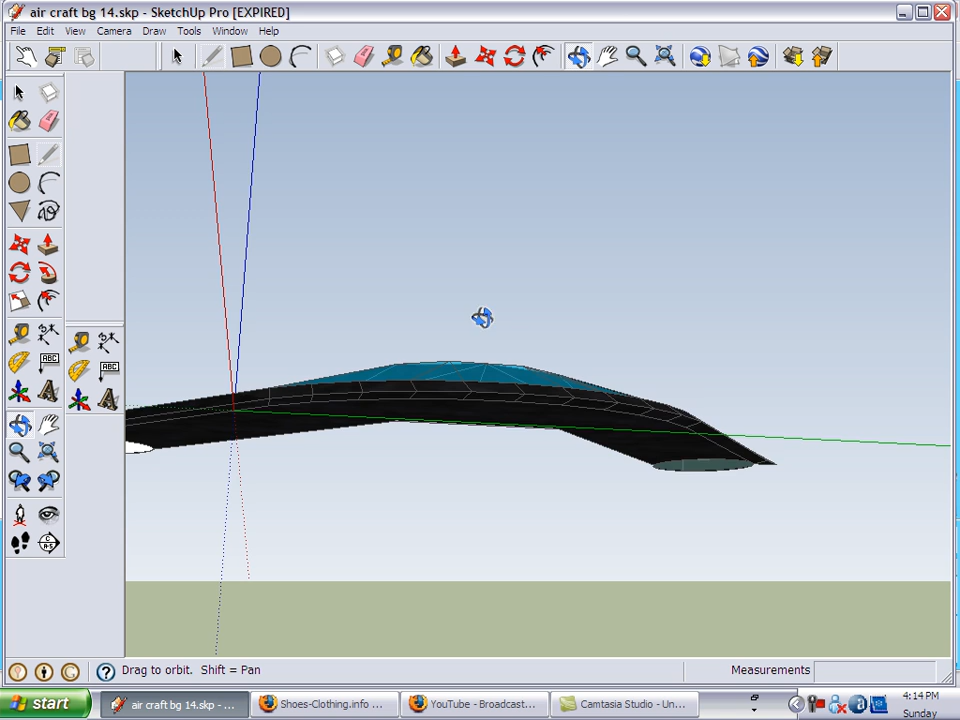 air craft bg 14.skp - SketchUp Pro [EXPIRED]
File Edit View Camera Draw Tools Window Help
ABC
ABC
Drag to orbit. Shift = Pan
Measurements
start
air craft bg 14.skp - ...
Shoes-Clothing.info ...
YouTube - Broadcast...
Camtasia Studio - Un...
4:14 PM
Sunday